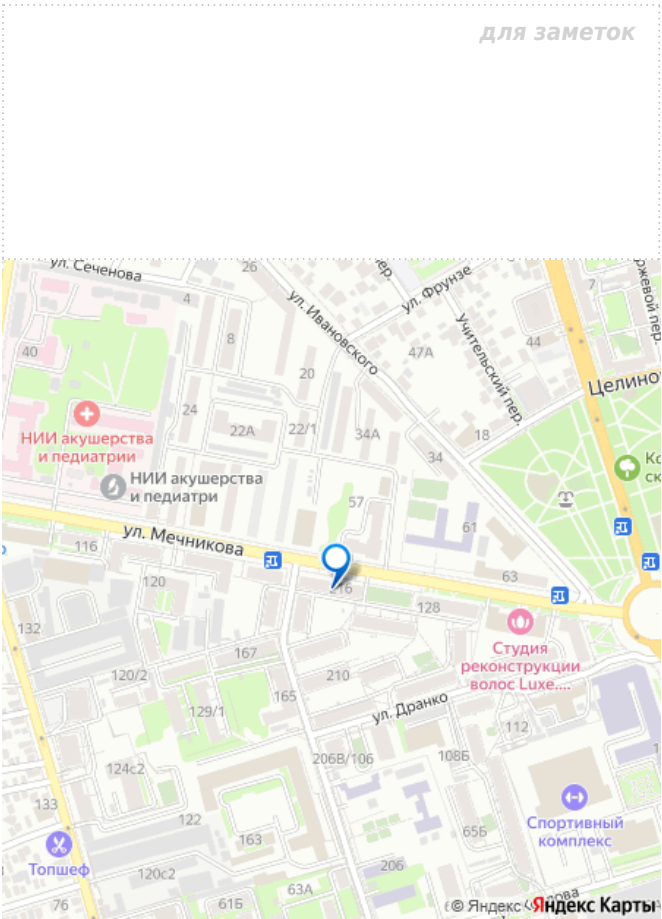 для заметок
ул. Сеченова
26
пер.
ул. Фрунзе
7
4
ул. Ивановского
8
Учительский пер.
44
40
47А
20
24
НИИ акушерства
и педиатрии
22А
22/1
34А
18
34
НИИ акушерства
и педиатри
57
61
ул. Мечникова
116
120
63
128
132
Студия
реконструкции
волос Luxe....
167
120/2
210
165
129/1
ул. Дранко
112
206В/106
108Б
124с2
133
122
163
65Б
Спортивный
комплекс
Топшеф
120с2
206
76
61Б
63А
© Яндекс
Яндекс Карты